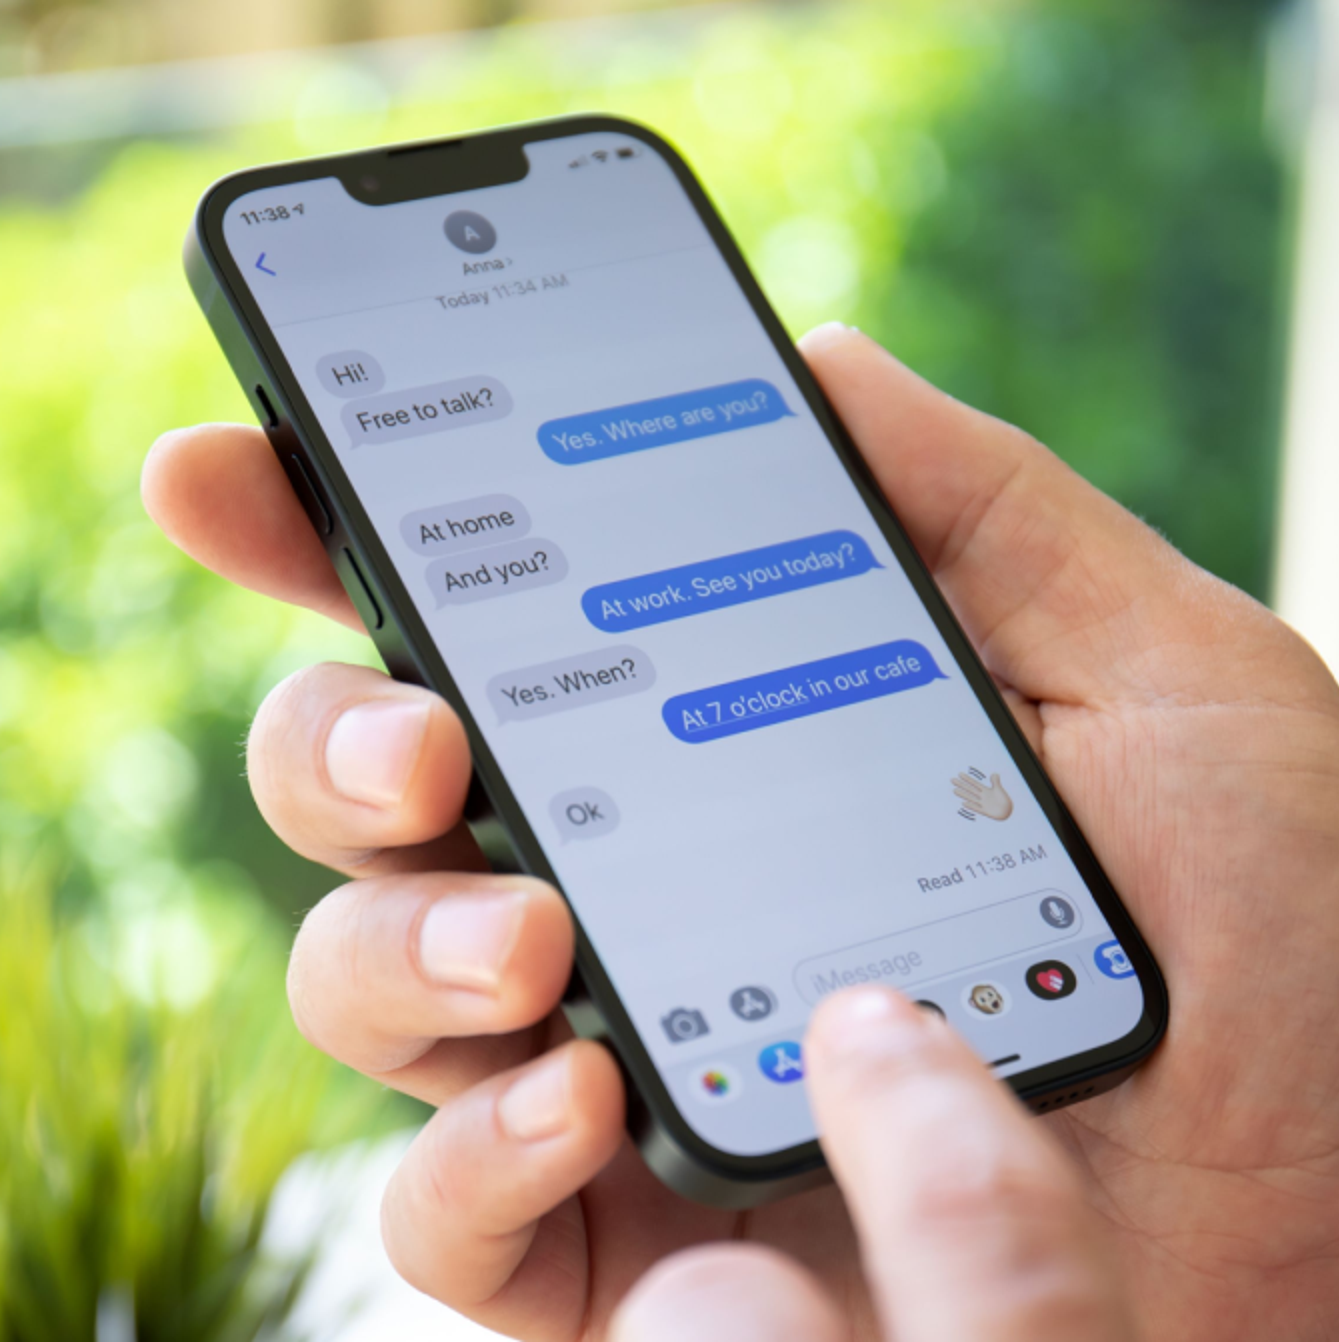 11:38
A
Anna
Today 11:34 AM
Hi!
Free to talk?
Yes. Where are you?
At home
And you?
At work. See you today?
Yes. When?
At 7 o'clock in our cafe
Ok
Read 11:38 AM
iMessage